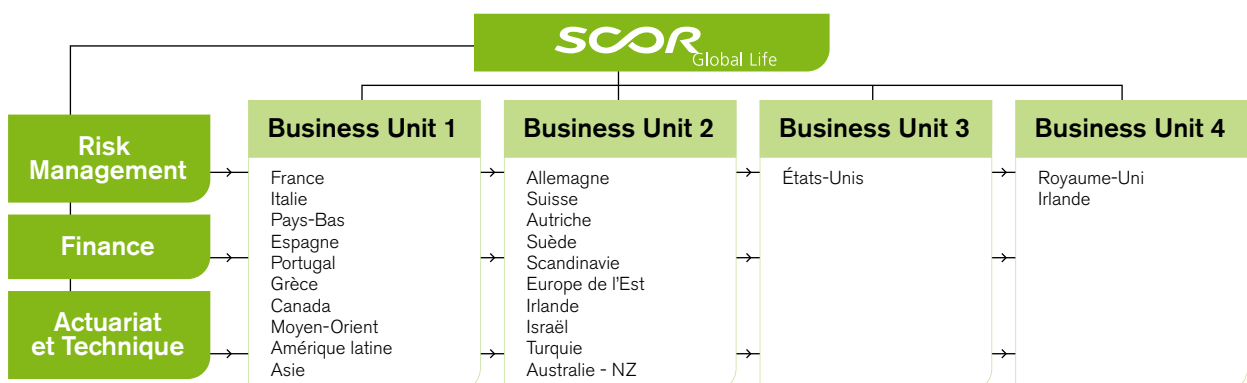 SCOR
Global Life
Risk
Management
Finance
Actuariat
et Technique
Business Unit 1
France
Italie
Pays-Bas
Espagne
Portugal
Grèce
Canada
Moyen-Orient
Amérique latine
Asie
Business Unit 2
Allemagne
Suisse
Autriche
Suède
Scandinavie
Europe de l'Est
Irlande
Israël
Turquie
Australie - NZ
Business Unit 3
États-Unis
Business Unit 4
Royaume-Uni
Irlande